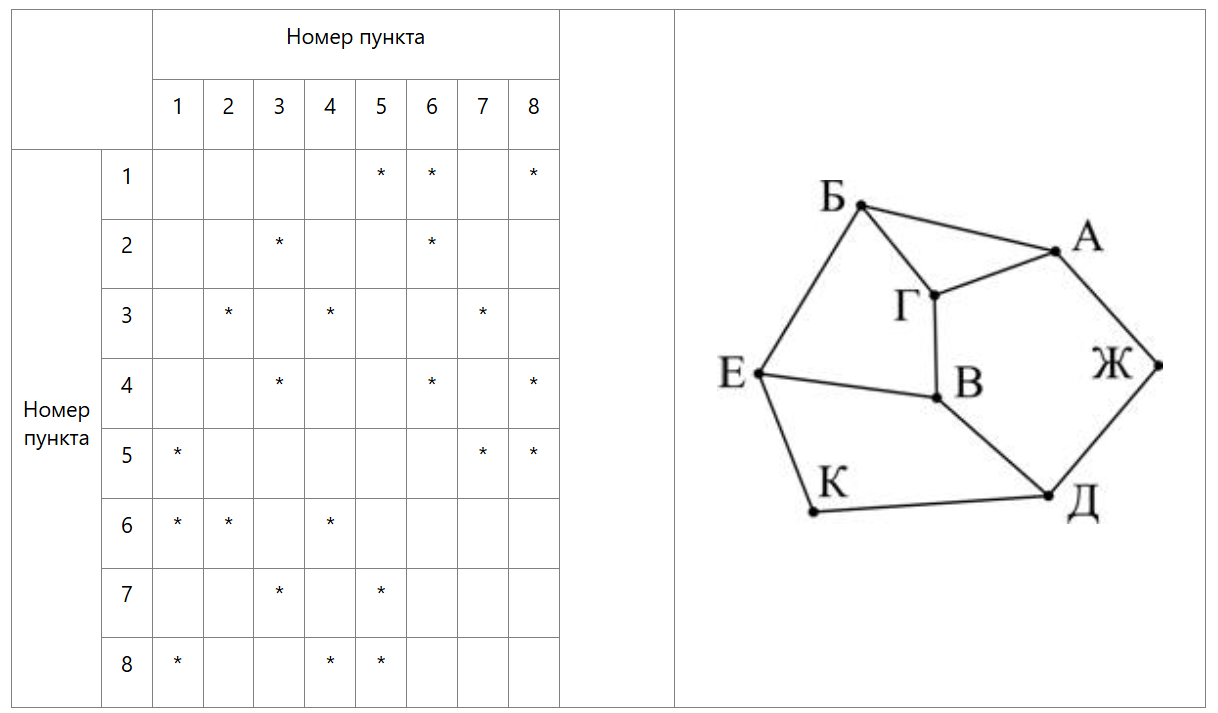 Номер пункта
1 2 3 4 5 6 7 8
Номер
пункта
1 * * *
2 * *
3 * * *
4 * * *
5 * * *
6 * * *
7 * *
8 * * *
Б
А
Г
Ж
Е
В
К
Д